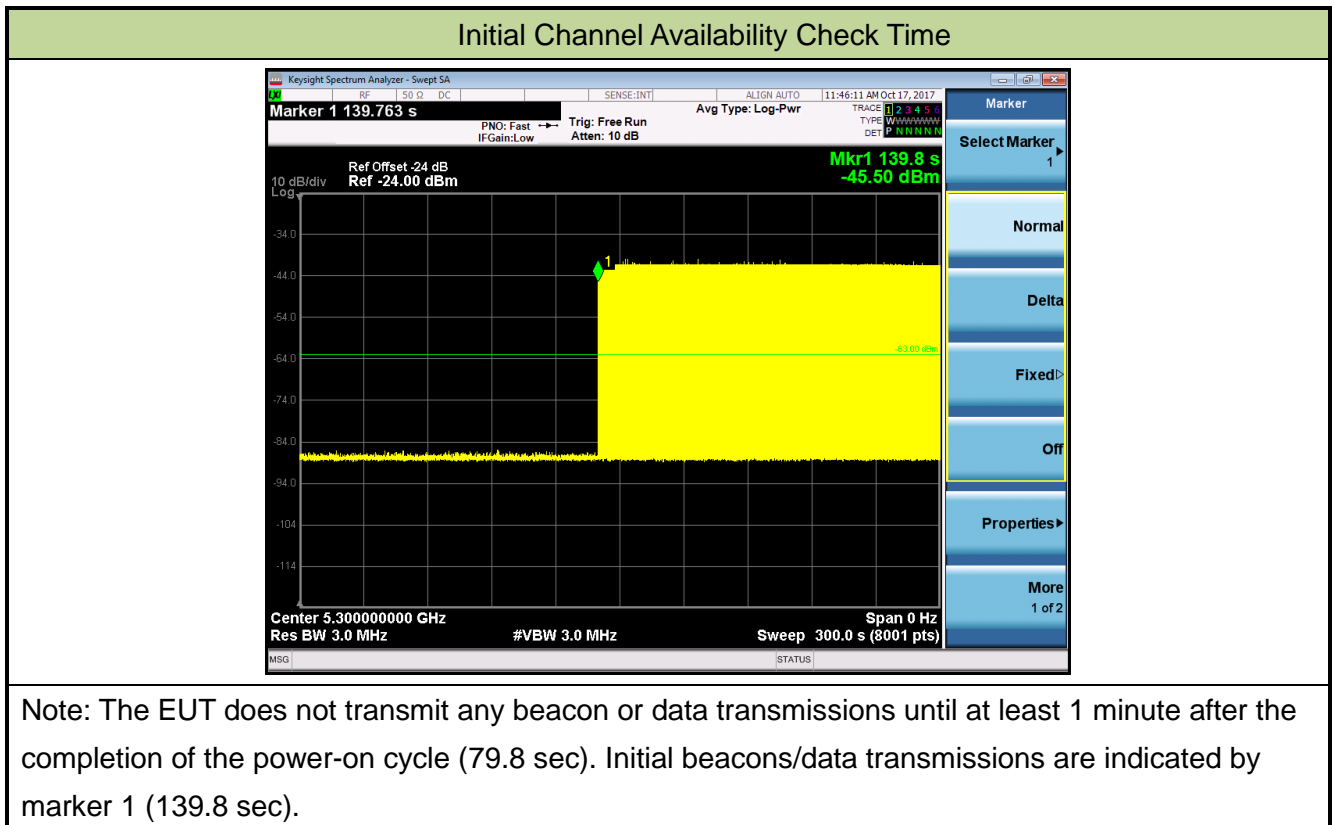 Initial Channel Availability Check Time
Keysight Spectrum Analyzer - Swept SA
LXI RF 50 Ω DC SENSE:INT ALIGN AUTO 11:46:11 AM Oct 17, 2017
Marker 1 139.763 s
PNO: Fast
IFGain:Low
Trig: Free Run
Atten: 10 dB
Avg Type: Log-Pwr
TRACE 1 2 3 4 5 6
TYPE WWWWWW
DET P N N N N N
Mkr1 139.8 s
-45.50 dBm
Ref Offset -24 dB
10 dB/div Ref -24.00 dBm
Log
1
-34.0
-44.0
-54.0
-63.00 dBm
-64.0
-74.0
-84.0
-94.0
-104
-114
Center 5.300000000 GHz Span 0 Hz
Res BW 3.0 MHz #VBW 3.0 MHz Sweep 300.0 s (8001 pts)
MSG STATUS
Marker
Select Marker
1
Normal
Delta
Fixed
Off
Properties
More
1 of 2
Note: The EUT does not transmit any beacon or data transmissions until at least 1 minute after the
completion of the power-on cycle (79.8 sec). Initial beacons/data transmissions are indicated by
marker 1 (139.8 sec).